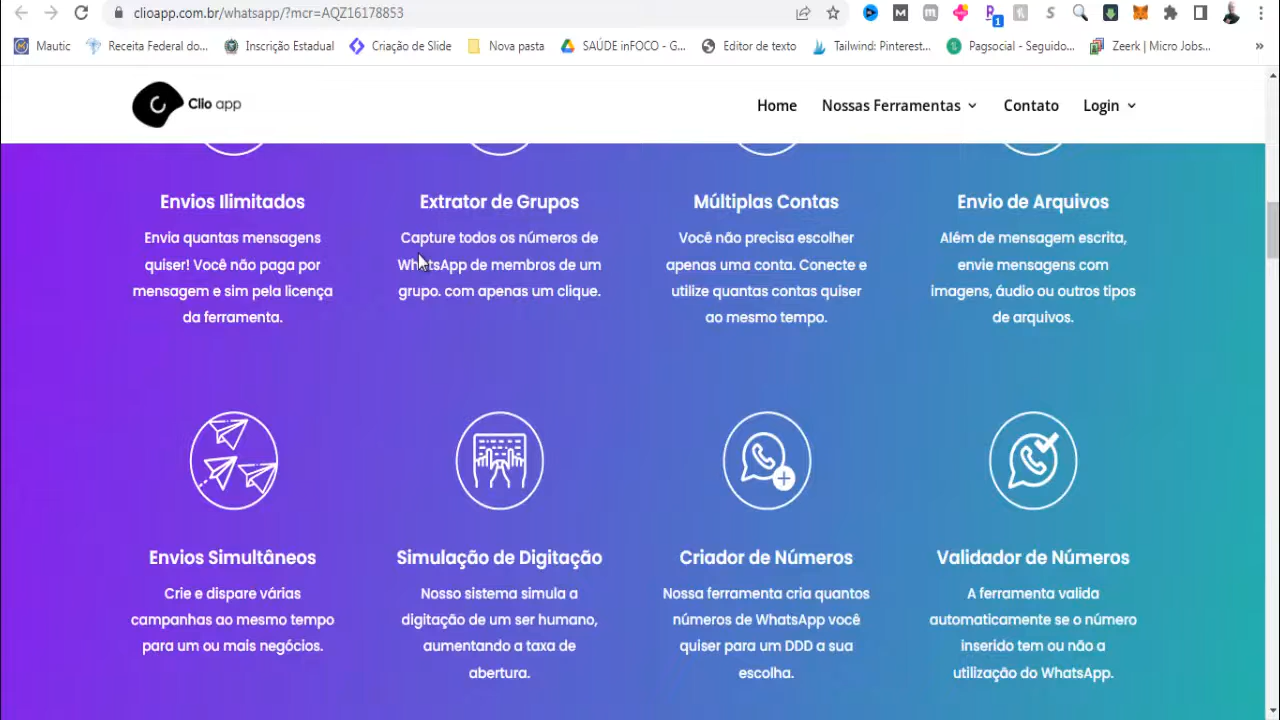 clioapp.com.br/whatsapp/?mcr=AQZ16178853
Mautic
Receita Federal do...
Inscrição Estadual
Criação de Slide
Nova pasta
SAÚDE inFOCO - G...
Editor de texto
Tailwind: Pinterest...
Pagsocial - Seguido...
Zeerk | Micro Jobs...
Clio app
Home
Nossas Ferramentas
Contato
Login
Envios Ilimitados
Envia quantas mensagens
quiser! Você não paga por
mensagem e sim pela licença
da ferramenta.
Extrator de Grupos
Capture todos os números de
WhatsApp de membros de um
grupo. com apenas um clique.
Múltiplas Contas
Você não precisa escolher
apenas uma conta. Conecte e
utilize quantas contas quiser
ao mesmo tempo.
Envio de Arquivos
Além de mensagem escrita,
envie mensagens com
imagens, áudio ou outros tipos
de arquivos.
Envios Simultâneos
Crie e dispare várias
campanhas ao mesmo tempo
para um ou mais negócios.
Simulação de Digitação
Nosso sistema simula a
digitação de um ser humano,
aumentando a taxa de
abertura.
Criador de Números
Nossa ferramenta cria quantos
números de WhatsApp você
quiser para um DDD a sua
escolha.
Validador de Números
A ferramenta valida
automaticamente se o número
inserido tem ou não a
utilização do WhatsApp.